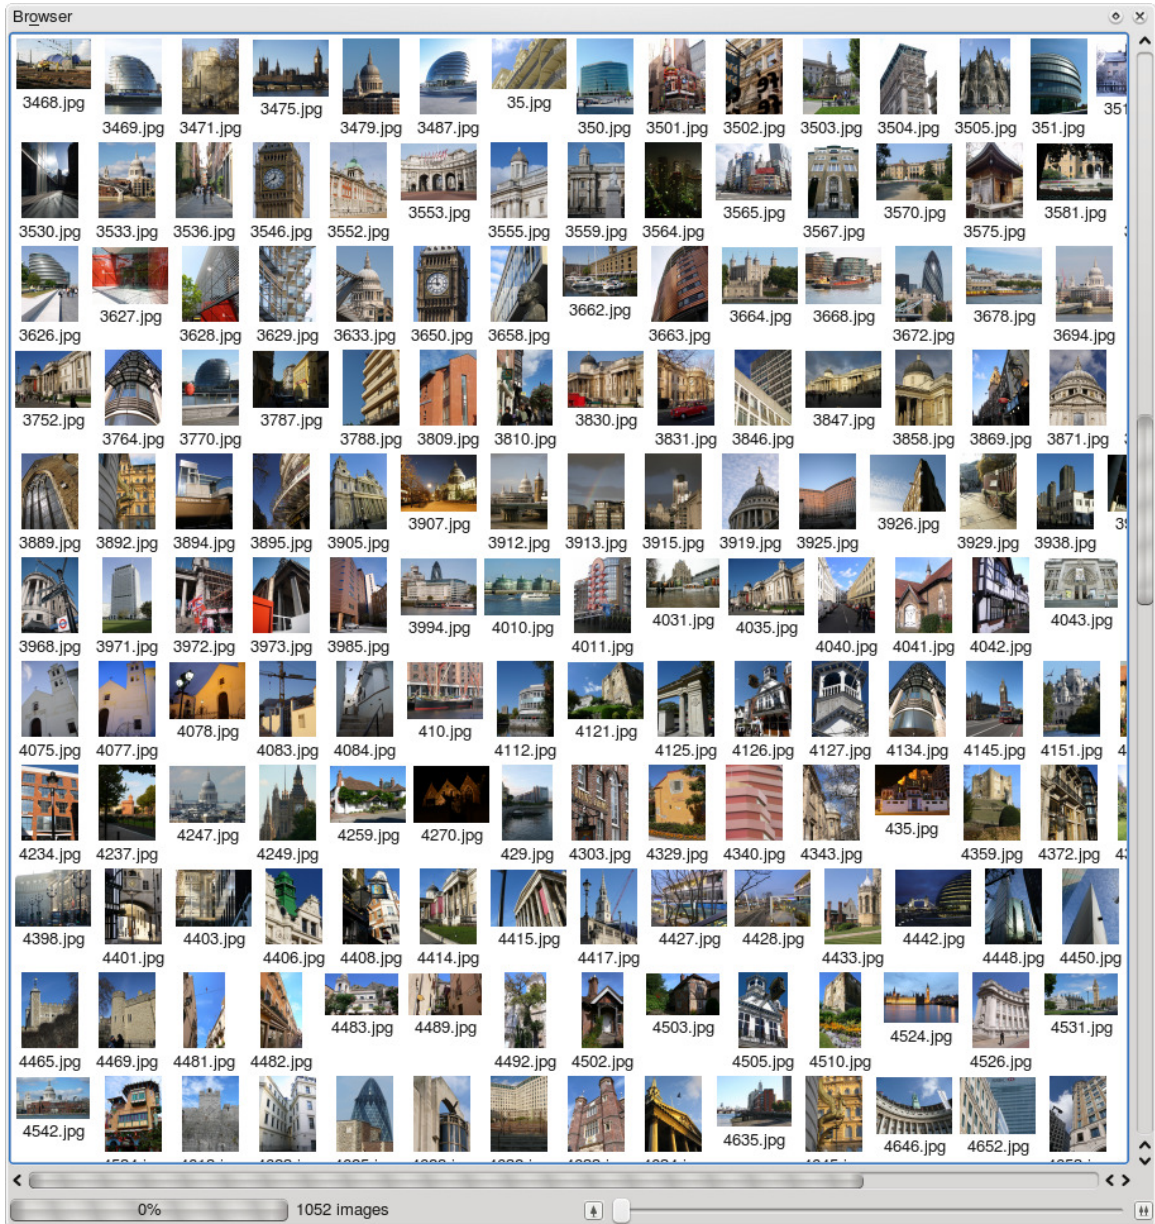 Browser
3468.jpg 3469.jpg 3471.jpg 3475.jpg 3479.jpg 3487.jpg 35.jpg 350.jpg 3501.jpg 3502.jpg 3503.jpg 3504.jpg 3505.jpg 351.jpg
3530.jpg 3533.jpg 3536.jpg 3546.jpg 3552.jpg 3553.jpg 3555.jpg 3559.jpg 3564.jpg 3565.jpg 3567.jpg 3570.jpg 3575.jpg 3581.jpg
3626.jpg 3627.jpg 3628.jpg 3629.jpg 3633.jpg 3650.jpg 3658.jpg 3662.jpg 3663.jpg 3664.jpg 3668.jpg 3672.jpg 3678.jpg 3694.jpg
3752.jpg 3764.jpg 3770.jpg 3787.jpg 3788.jpg 3809.jpg 3810.jpg 3830.jpg 3831.jpg 3846.jpg 3847.jpg 3858.jpg 3869.jpg 3871.jpg
3889.jpg 3892.jpg 3894.jpg 3895.jpg 3905.jpg 3907.jpg 3912.jpg 3913.jpg 3915.jpg 3919.jpg 3925.jpg 3926.jpg 3929.jpg 3938.jpg
3968.jpg 3971.jpg 3972.jpg 3973.jpg 3985.jpg 3994.jpg 4010.jpg 4011.jpg 4031.jpg 4035.jpg 4040.jpg 4041.jpg 4042.jpg 4043.jpg
4075.jpg 4077.jpg 4078.jpg 4083.jpg 4084.jpg 410.jpg 4112.jpg 4121.jpg 4125.jpg 4126.jpg 4127.jpg 4134.jpg 4145.jpg 4151.jpg
4234.jpg 4237.jpg 4247.jpg 4249.jpg 4259.jpg 4270.jpg 429.jpg 4303.jpg 4329.jpg 4340.jpg 4343.jpg 435.jpg 4359.jpg 4372.jpg
4398.jpg 4401.jpg 4403.jpg 4406.jpg 4408.jpg 4414.jpg 4415.jpg 4417.jpg 4427.jpg 4428.jpg 4433.jpg 4442.jpg 4448.jpg 4450.jpg
4465.jpg 4469.jpg 4481.jpg 4482.jpg 4483.jpg 4489.jpg 4492.jpg 4502.jpg 4503.jpg 4505.jpg 4510.jpg 4524.jpg 4526.jpg 4531.jpg
4542.jpg 4635.jpg 4646.jpg 4652.jpg
0% 1052 images